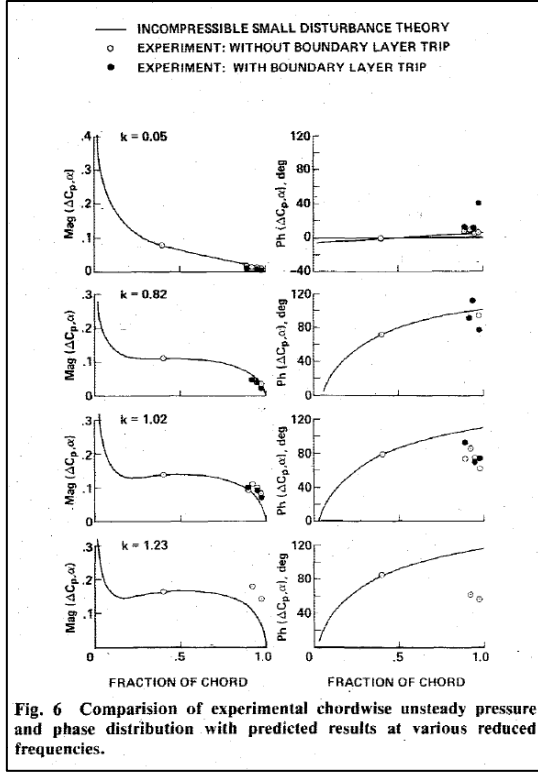 INCOMPRESSIBLE SMALL DISTURBANCE THEORY
EXPERIMENT: WITHOUT BOUNDARY LAYER TRIP
EXPERIMENT: WITH BOUNDARY LAYER TRIP
.4
k = 0.05
.3
.2
.1
0
Mag (ΔCp,α)
120
80
40
0
−40
Ph (ΔCp,α), deg
.3
k = 0.82
.2
.1
0
Mag (ΔCp,α)
120
80
40
0
Ph (ΔCp,α), deg
.3
k = 1.02
.2
.1
0
Mag (ΔCp,α)
120
80
40
0
Ph (ΔCp,α), deg
.3
k = 1.23
.2
.1
0
Mag (ΔCp,α)
0 .5 1.0
FRACTION OF CHORD
120
80
40
0
Ph (ΔCp,α), deg
0 .5 1.0
FRACTION OF CHORD
Fig. 6 Comparision of experimental chordwise unsteady pressure
and phase distribution with predicted results at various reduced
frequencies.